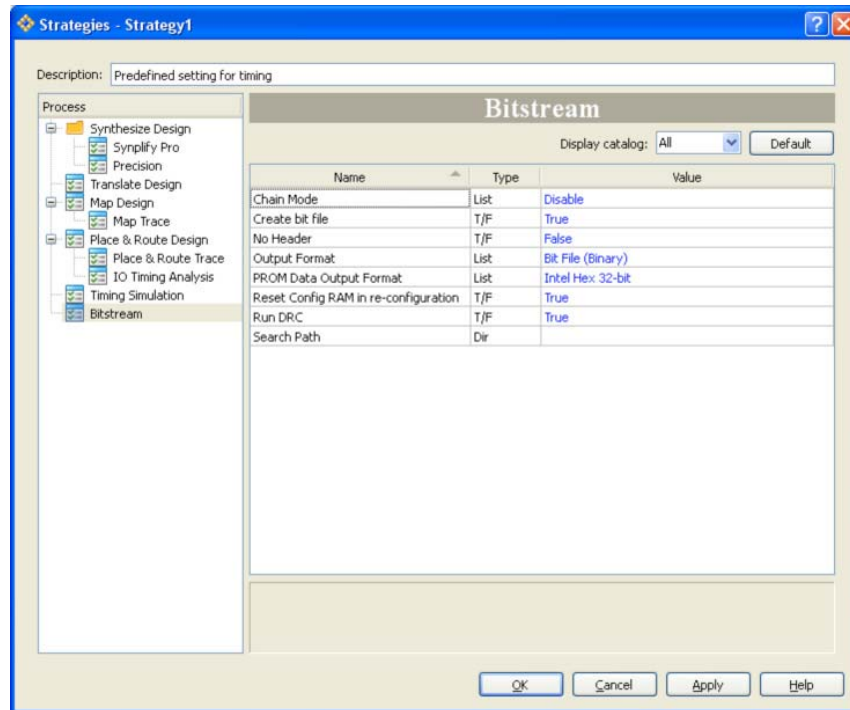 Strategies - Strategy1
Description: Predefined setting for timing
Process
Synthesize Design
Synplify Pro
Precision
Translate Design
Map Design
Map Trace
Place & Route Design
Place & Route Trace
IO Timing Analysis
Timing Simulation
Bitstream
Bitstream
Display catalog: All Default
Name Type Value
Chain Mode List Disable
Create bit file T/F True
No Header T/F False
Output Format List Bit File (Binary)
PROM Data Output Format List Intel Hex 32-bit
Reset Config RAM in re-configuration T/F True
Run DRC T/F True
Search Path Dir
OK Cancel Apply Help